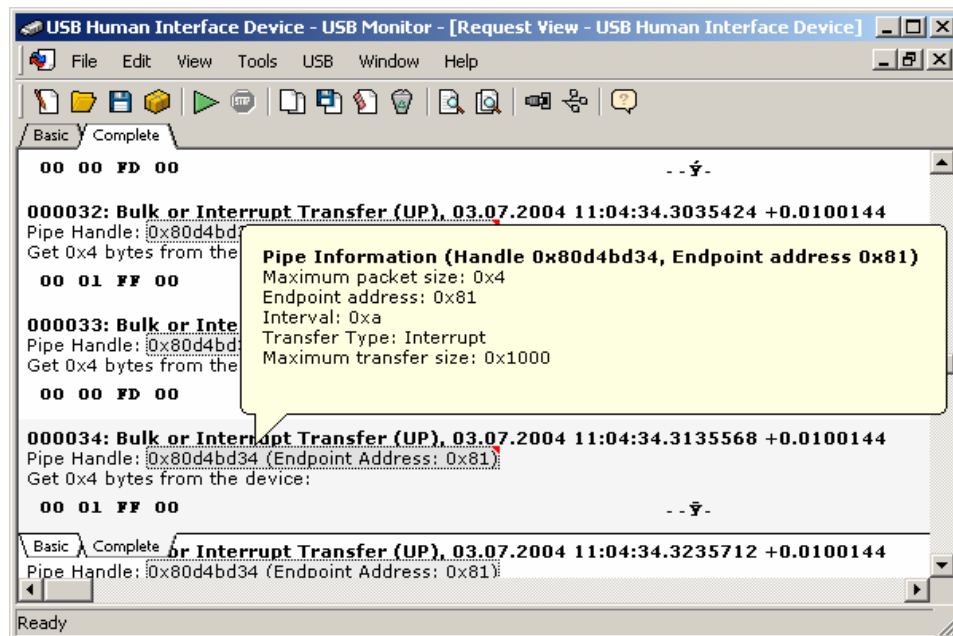 USB Human Interface Device - USB Monitor - [Request View - USB Human Interface Device]
File Edit View Tools USB Window Help
Basic Complete
00 00 FD 00 --ý-
000032: Bulk or Interrupt Transfer (UP), 03.07.2004 11:04:34.3035424 +0.0100144
Pipe Handle: 0x80d4bd
Get 0x4 bytes from the
Pipe Information (Handle 0x80d4bd34, Endpoint address 0x81)
Maximum packet size: 0x4
Endpoint address: 0x81
Interval: 0xa
Transfer Type: Interrupt
Maximum transfer size: 0x1000
00 01 FF 00
000033: Bulk or Inte
Pipe Handle: 0x80d4bd
Get 0x4 bytes from the
00 00 FD 00
000034: Bulk or Interrupt Transfer (UP), 03.07.2004 11:04:34.3135568 +0.0100144
Pipe Handle: 0x80d4bd34 (Endpoint Address: 0x81)
Get 0x4 bytes from the device:
00 01 FF 00 --ÿ-
Basic Complete
or Interrupt Transfer (UP), 03.07.2004 11:04:34.3235712 +0.0100144
Pipe Handle: 0x80d4bd34 (Endpoint Address: 0x81)
Ready